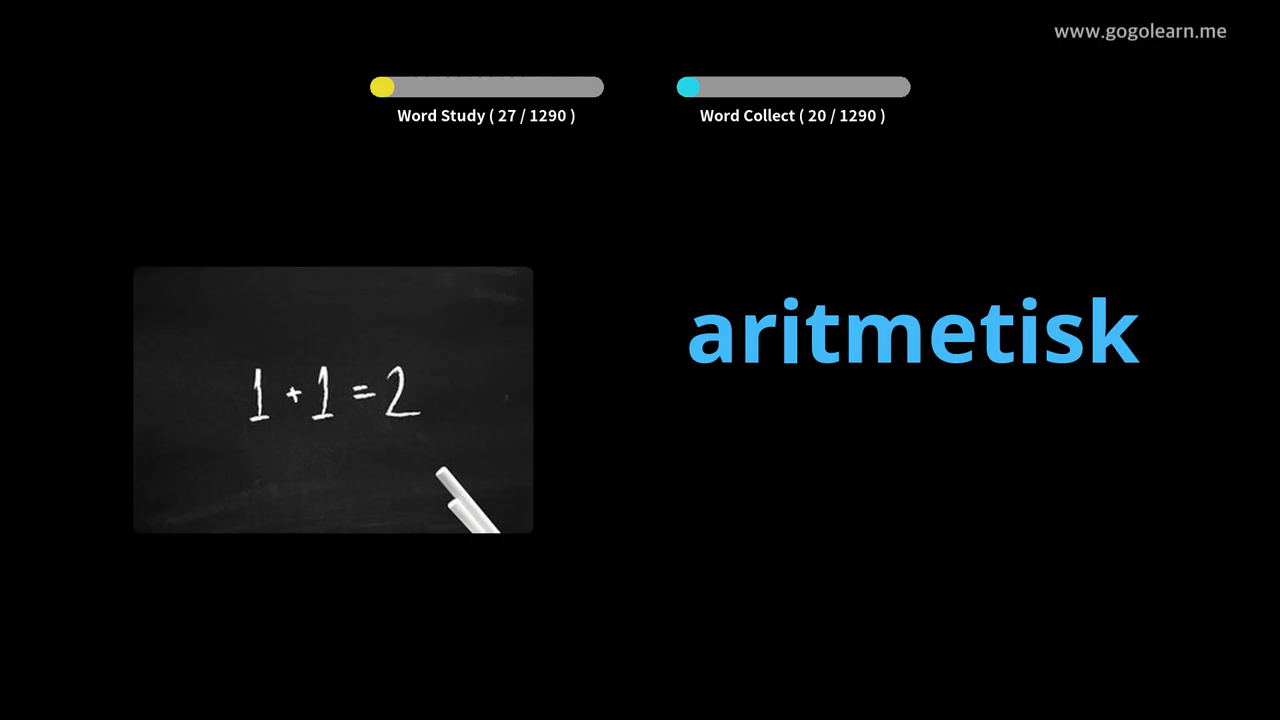 www.gogolearn.me
Word Study ( 27 / 1290 )
Word Collect ( 20 / 1290 )
aritmetisk
1 + 1 = 2